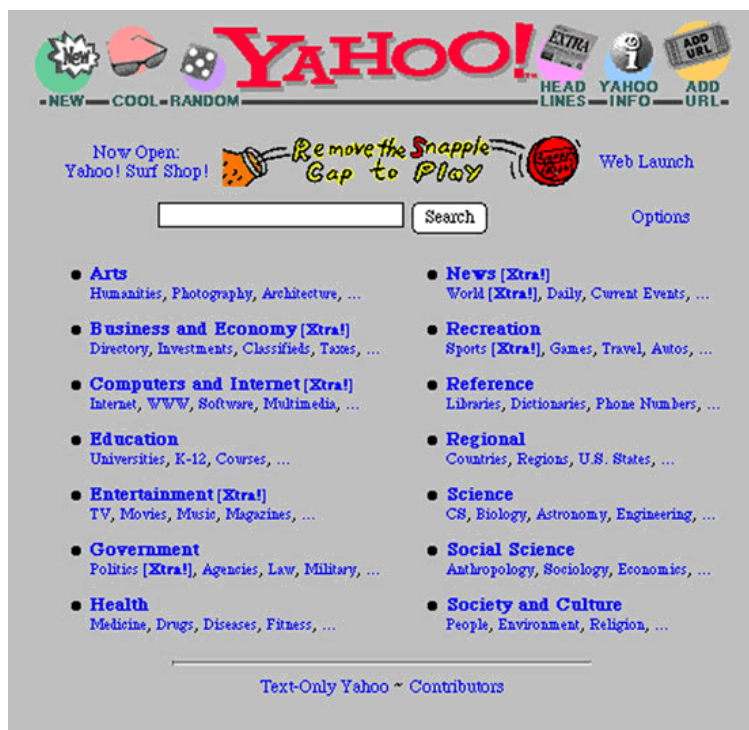 New
EXTRA
i
ADD URL
YAHOO!
NEW COOL RANDOM
HEAD LINES YAHOO INFO ADD URL
Now Open:
Yahoo! Surf Shop!
Remove the Snapple
Cap to Play
Web Launch
Search
Options
Arts
Humanities, Photography, Architecture, ...
Business and Economy [Xtra!]
Directory, Investments, Classifieds, Taxes, ...
Computers and Internet [Xtra!]
Internet, WWW, Software, Multimedia, ...
Education
Universities, K-12, Courses, ...
Entertainment [Xtra!]
TV, Movies, Music, Magazines, ...
Government
Politics [Xtra!], Agencies, Law, Military, ...
Health
Medicine, Drugs, Diseases, Fitness, ...
News [Xtra!]
World [Xtra!], Daily, Current Events, ...
Recreation
Sports [Xtra!], Games, Travel, Autos, ...
Reference
Libraries, Dictionaries, Phone Numbers, ...
Regional
Countries, Regions, U.S. States, ...
Science
CS, Biology, Astronomy, Engineering, ...
Social Science
Anthropology, Sociology, Economics, ...
Society and Culture
People, Environment, Religion, ...
Text-Only Yahoo ~ Contributors